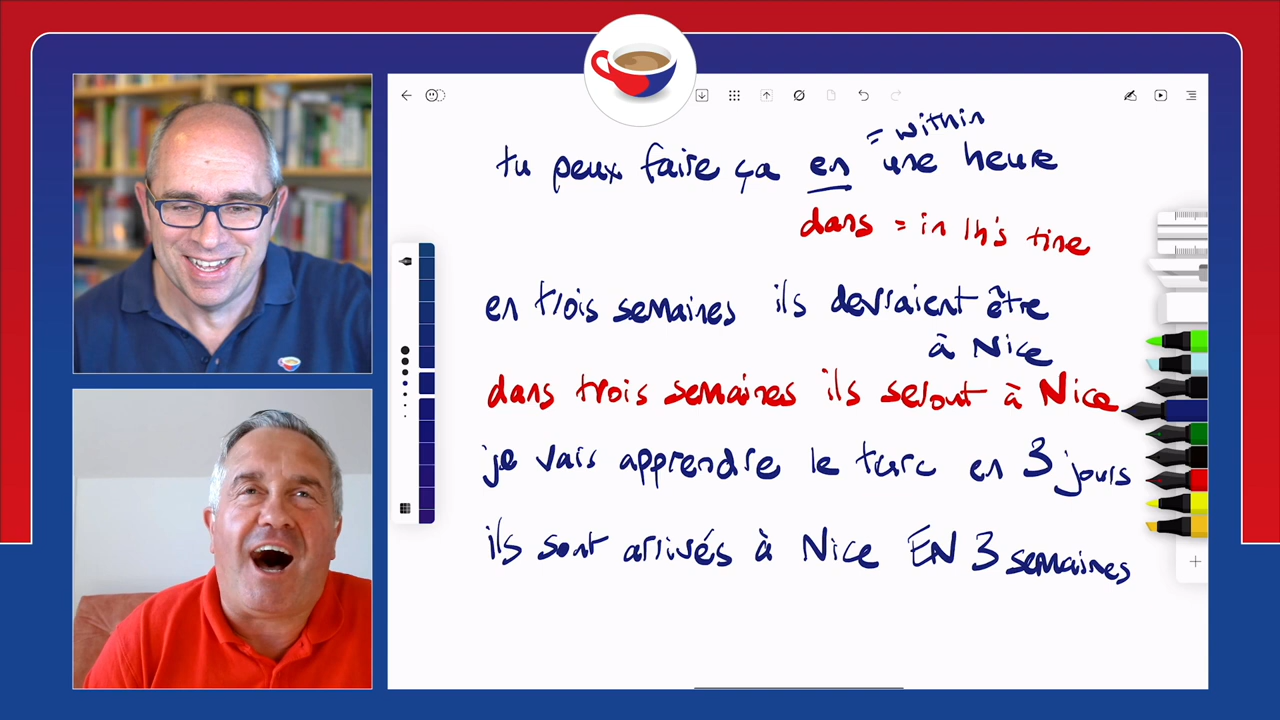 = within
tu peux faire ça en une heure
dans = in 1h's time
en trois semaines ils devraient être
à Nice
dans trois semaines ils seront à Nice
je vais apprendre le turc en 3 jours
ils sont arrivés à Nice EN 3 semaines